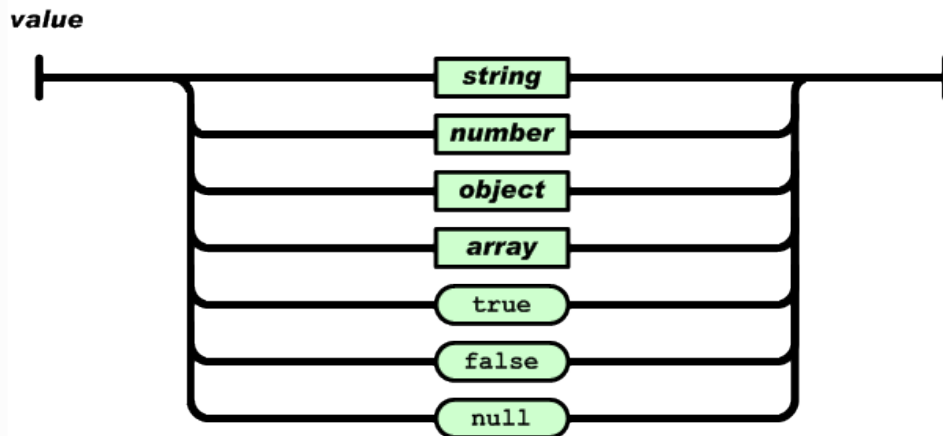 value
string
number
object
array
true
false
null